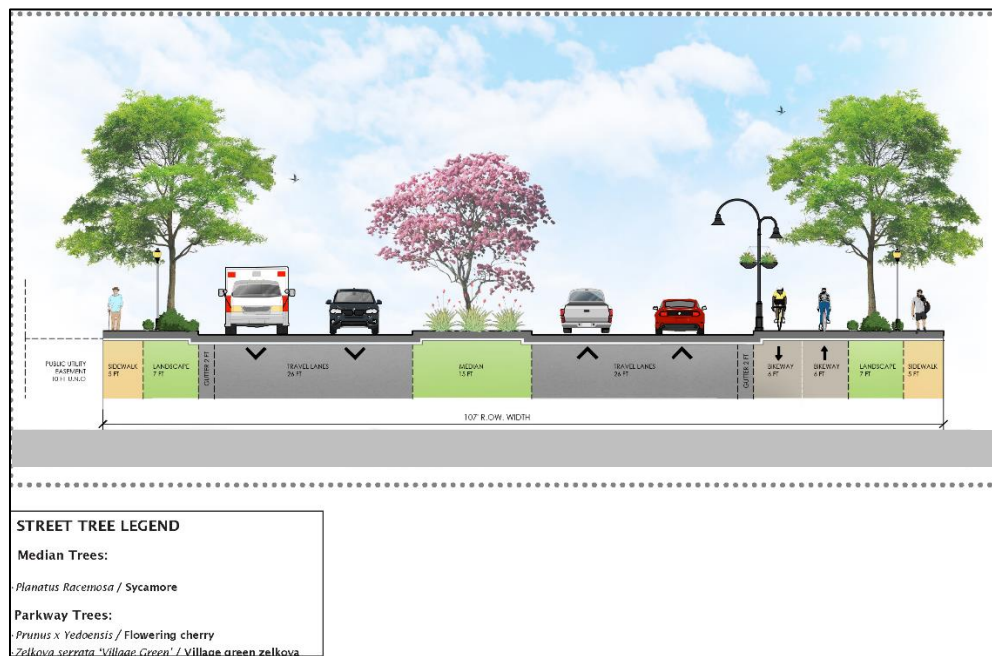 PUBLIC UTILITY
EASEMENT
10 FT. U.N.O
SIDEWALK
5 FT
LANDSCAPE
7 FT
GUTTER 2 FT
TRAVEL LANES
26 FT
MEDIAN
15 FT
TRAVEL LANES
26 FT
GUTTER 2 FT
BIKEWAY
6 FT
BIKEWAY
6 FT
LANDSCAPE
7 FT
SIDEWALK
5 FT
107' R.OW. WIDTH
STREET TREE LEGEND
Median Trees:
Planatus Racemosa / Sycamore
Parkway Trees:
Prunus x Yedoensis / Flowering cherry
Zelkova serrata 'Village Green' / Village green zelkova